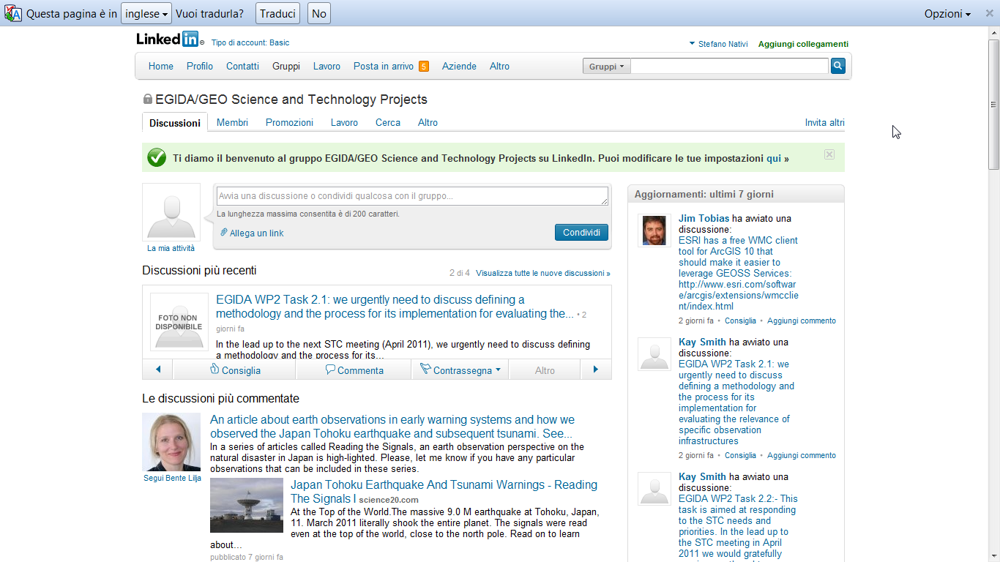 Questa pagina è in inglese Vuoi tradurla? Traduci No Opzioni
Linked in Tipo di account: Basic
Stefano Nativi Aggiungi collegamenti
Home Profilo Contatti Gruppi Lavoro Posta in arrivo 5 Aziende Altro Gruppi
EGIDA/GEO Science and Technology Projects
Discussioni Membri Promozioni Lavoro Cerca Altro Invita altri
Ti diamo il benvenuto al gruppo EGIDA/GEO Science and Technology Projects su LinkedIn. Puoi modificare le tue impostazioni qui »
Avvia una discussione o condividi qualcosa con il gruppo...
La lunghezza massima consentita è di 200 caratteri.
Allega un link Condividi
La mia attività
Discussioni più recenti 2 di 4 Visualizza tutte le nuove discussioni »
FOTO NON
DISPONIBILE
EGIDA WP2 Task 2.1: we urgently need to discuss defining a
methodology and the process for its implementation for evaluating the... • 2
giorni fa
In the lead up to the next STC meeting (April 2011), we urgently need to discuss defining
a methodology and the process for its...
Consiglia Commenta Contrassegna Altro
Le discussioni più commentate
Segui Bente Lilja
An article about earth observations in early warning systems and how we
observed the Japan Tohoku earthquake and subsequent tsunami. See...
In a series of articles called Reading the Signals, an earth observation perspective on the
natural disaster in Japan is high-lighted. Please, let me know if you have any particular
observations that can be included in these series.
Japan Tohoku Earthquake And Tsunami Warnings - Reading
The Signals I science20.com
At the Top of the World.The massive 9.0 M earthquake at Tohoku, Japan,
11. March 2011 literally shook the entire planet. The signals were read
even at the top of the world, close to the north pole. Read on to learn
about...
pubblicato 7 giorni fa
Aggiornamenti: ultimi 7 giorni
Jim Tobias ha avviato una
discussione:
ESRI has a free WMC client
tool for ArcGIS 10 that
should make it easier to
leverage GEOSS Services:
http://www.esri.com/softwar
e/arcgis/extensions/wmcclie
nt/index.html
2 giorni fa • Consiglia • Aggiungi commento
Kay Smith ha avviato una
discussione:
EGIDA WP2 Task 2.1: we
urgently need to discuss
defining a methodology and
the process for its
implementation for
evaluating the relevance of
specific observation
infrastructures
2 giorni fa • Consiglia • Aggiungi commento
Kay Smith ha avviato una
discussione:
EGIDA WP2 Task 2.2:- This
task is aimed at responding
to the STC needs and
priorities. In the lead up to
the STC meeting in April
2011 we would gratefully